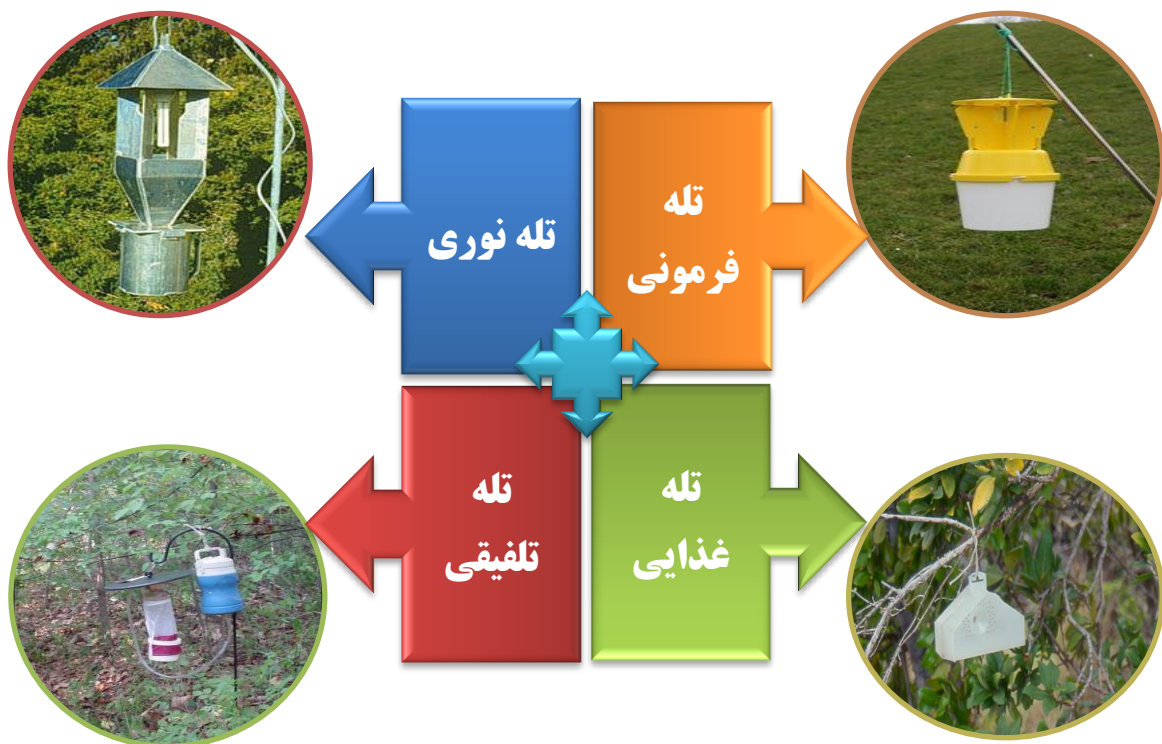 تله
فرمونی
تله نوری
تله
غذایی
تله
تلفیقی